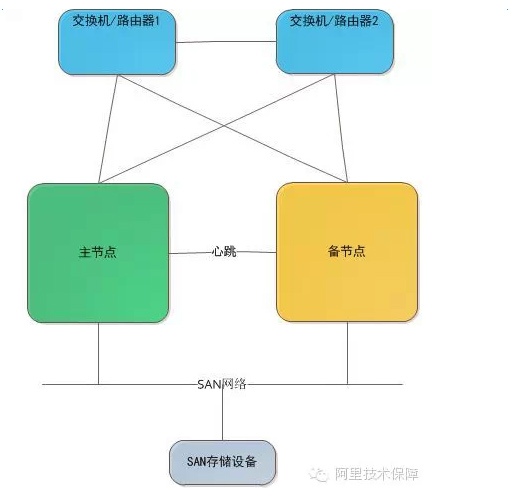 交换机/路由器1
交换机/路由器2
主节点
心跳
备节点
SAN网络
SAN存储设备
阿里技术保障